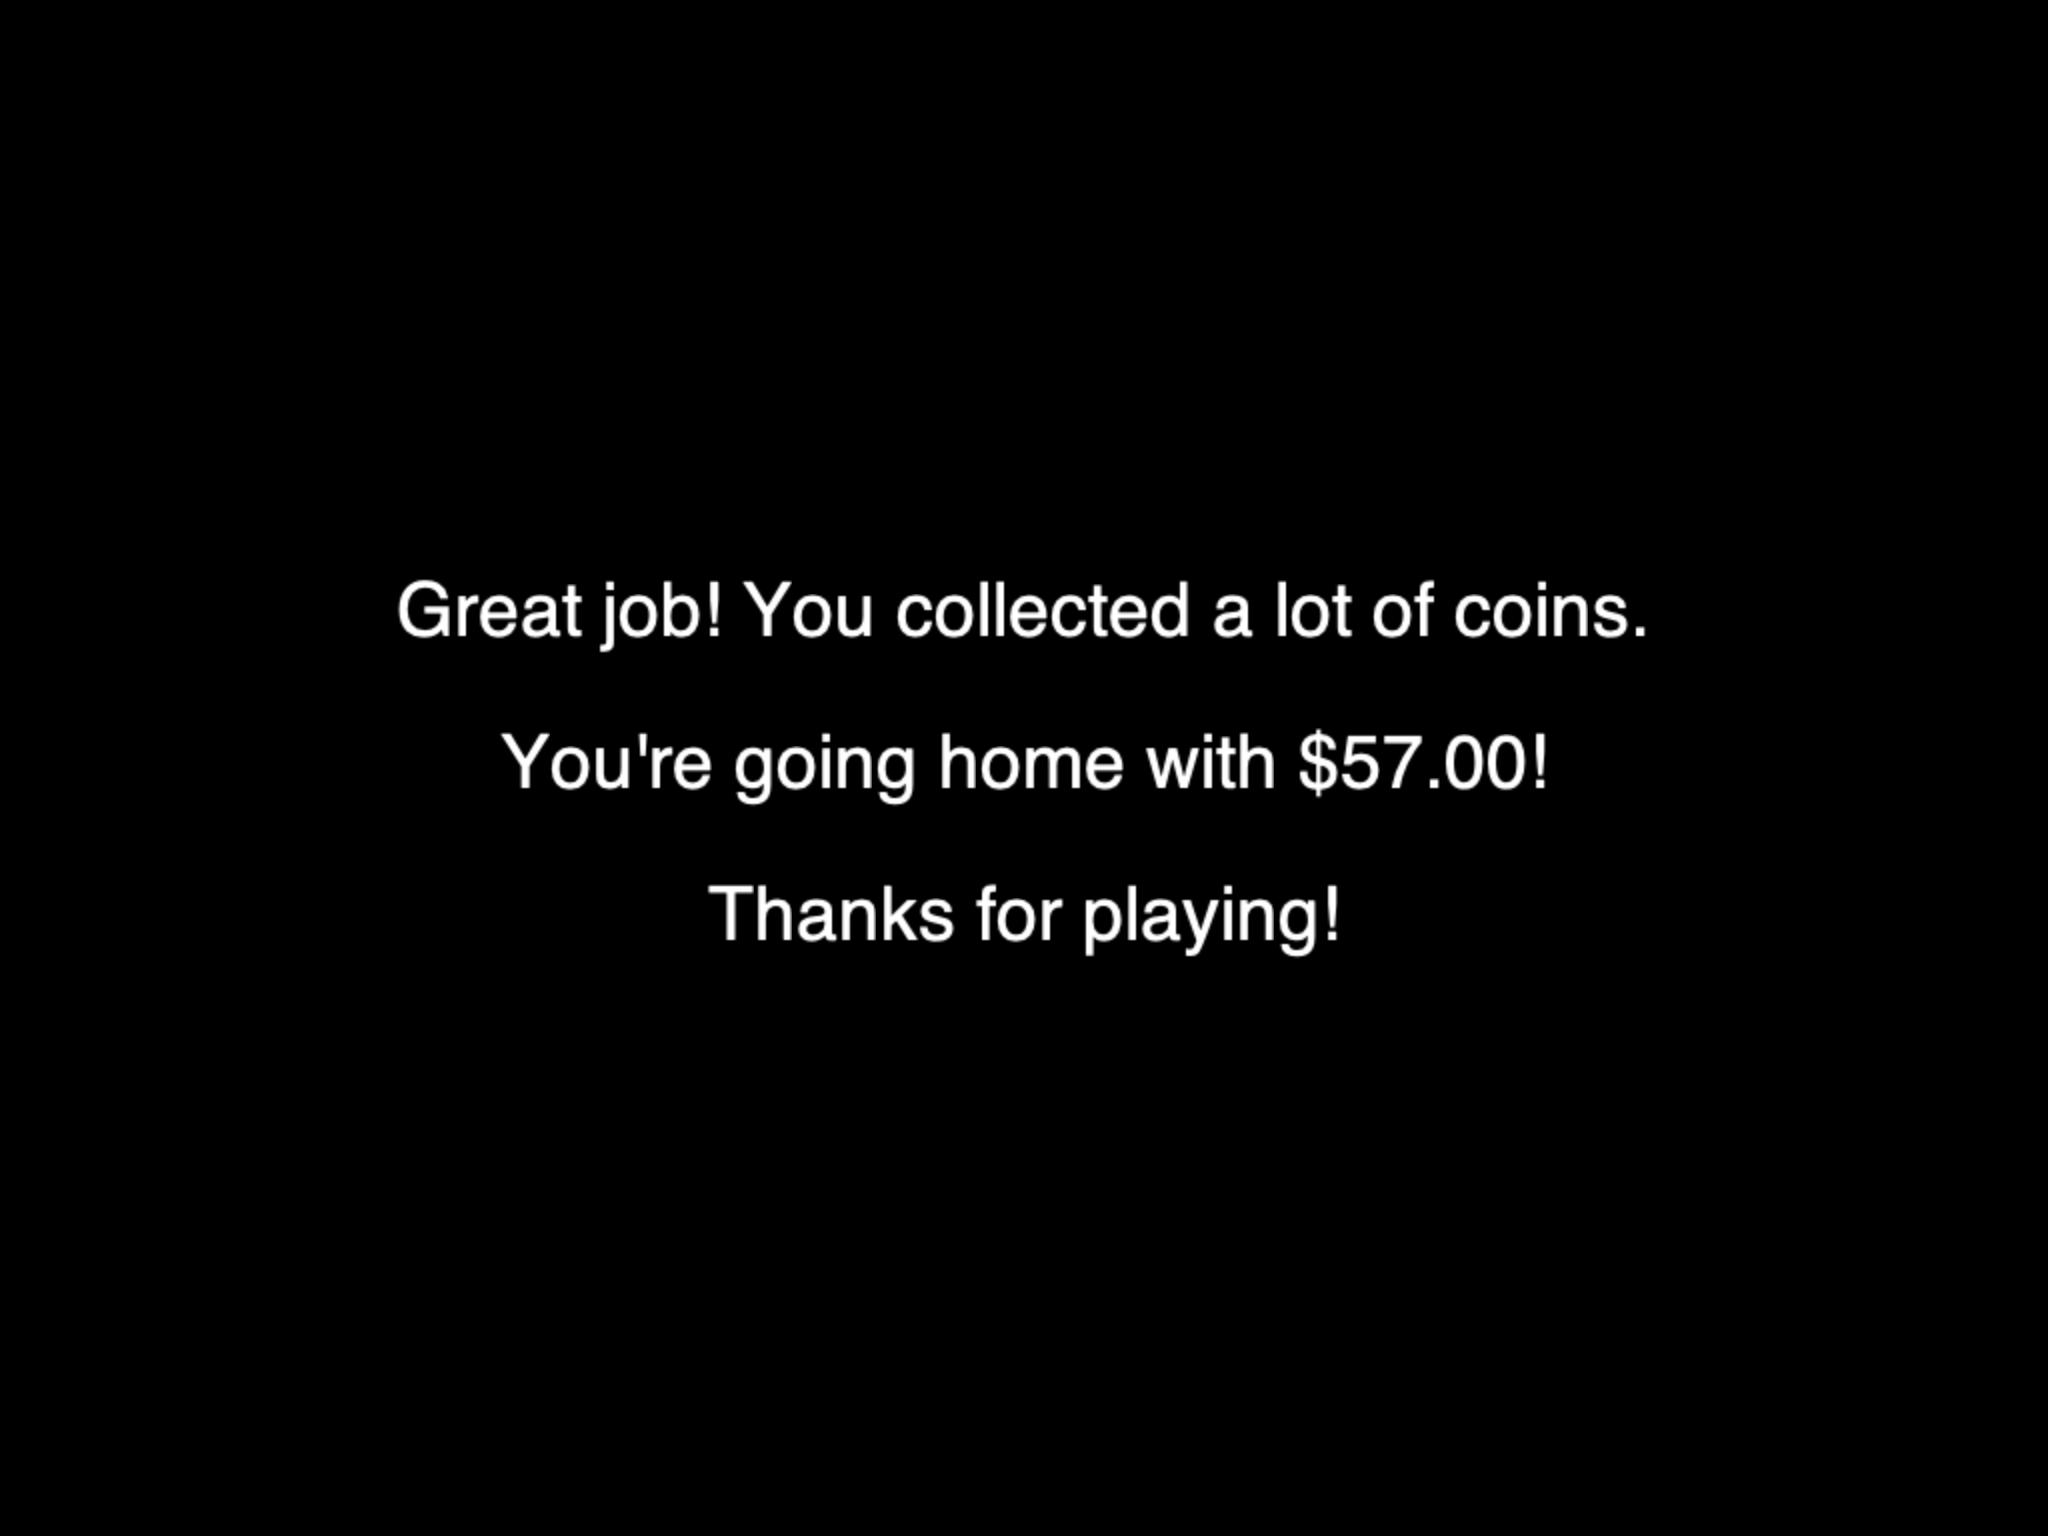 Great job! You collected a lot of coins.
You're going home with $57.00!
Thanks for playing!